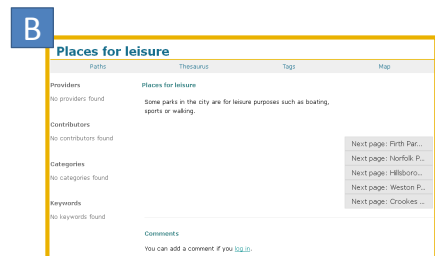 B
Places for leisure
Paths Thesaurus Tags Map
Providers
No providers found
Contributors
No contributors found
Categories
No categories found
Keywords
No keywords found
Places for leisure
Some parks in the city are for leisure purposes such as boating,
sports or walking.
Next page: Firth Par...
Next page: Norfolk P...
Next page: Hillsboro...
Next page: Weston P...
Next page: Crookes ...
Comments
You can add a comment if you log in.